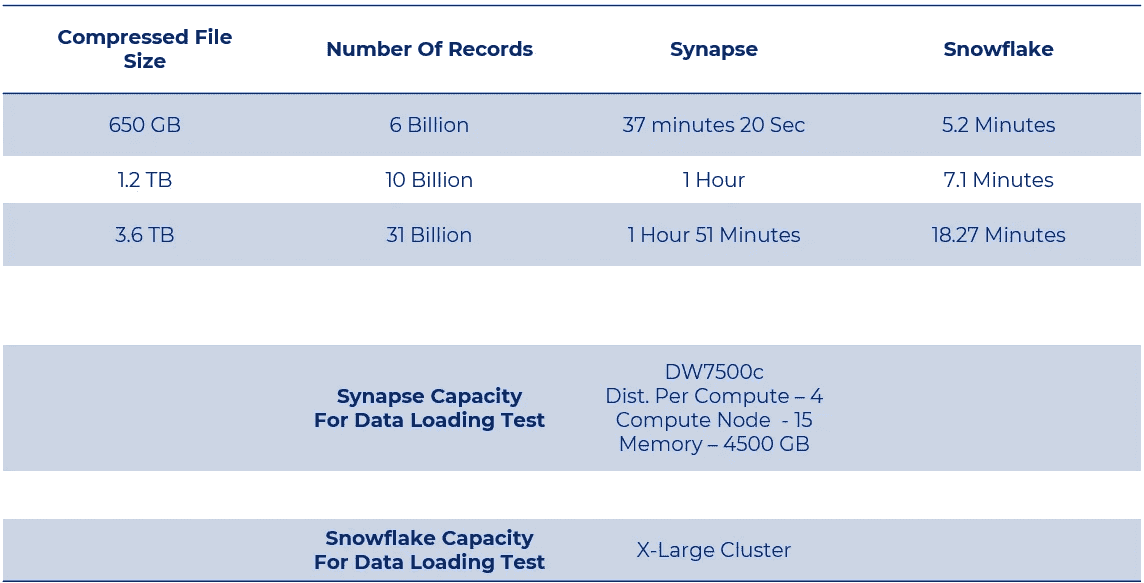 Compressed File
Size
Number Of Records
Synapse
Snowflake
650 GB
6 Billion
37 minutes 20 Sec
5.2 Minutes
1.2 TB
10 Billion
1 Hour
7.1 Minutes
3.6 TB
31 Billion
1 Hour 51 Minutes
18.27 Minutes
Synapse Capacity
For Data Loading Test
DW7500c
Dist. Per Compute – 4
Compute Node  - 15
Memory – 4500 GB
Snowflake Capacity
For Data Loading Test
X-Large Cluster